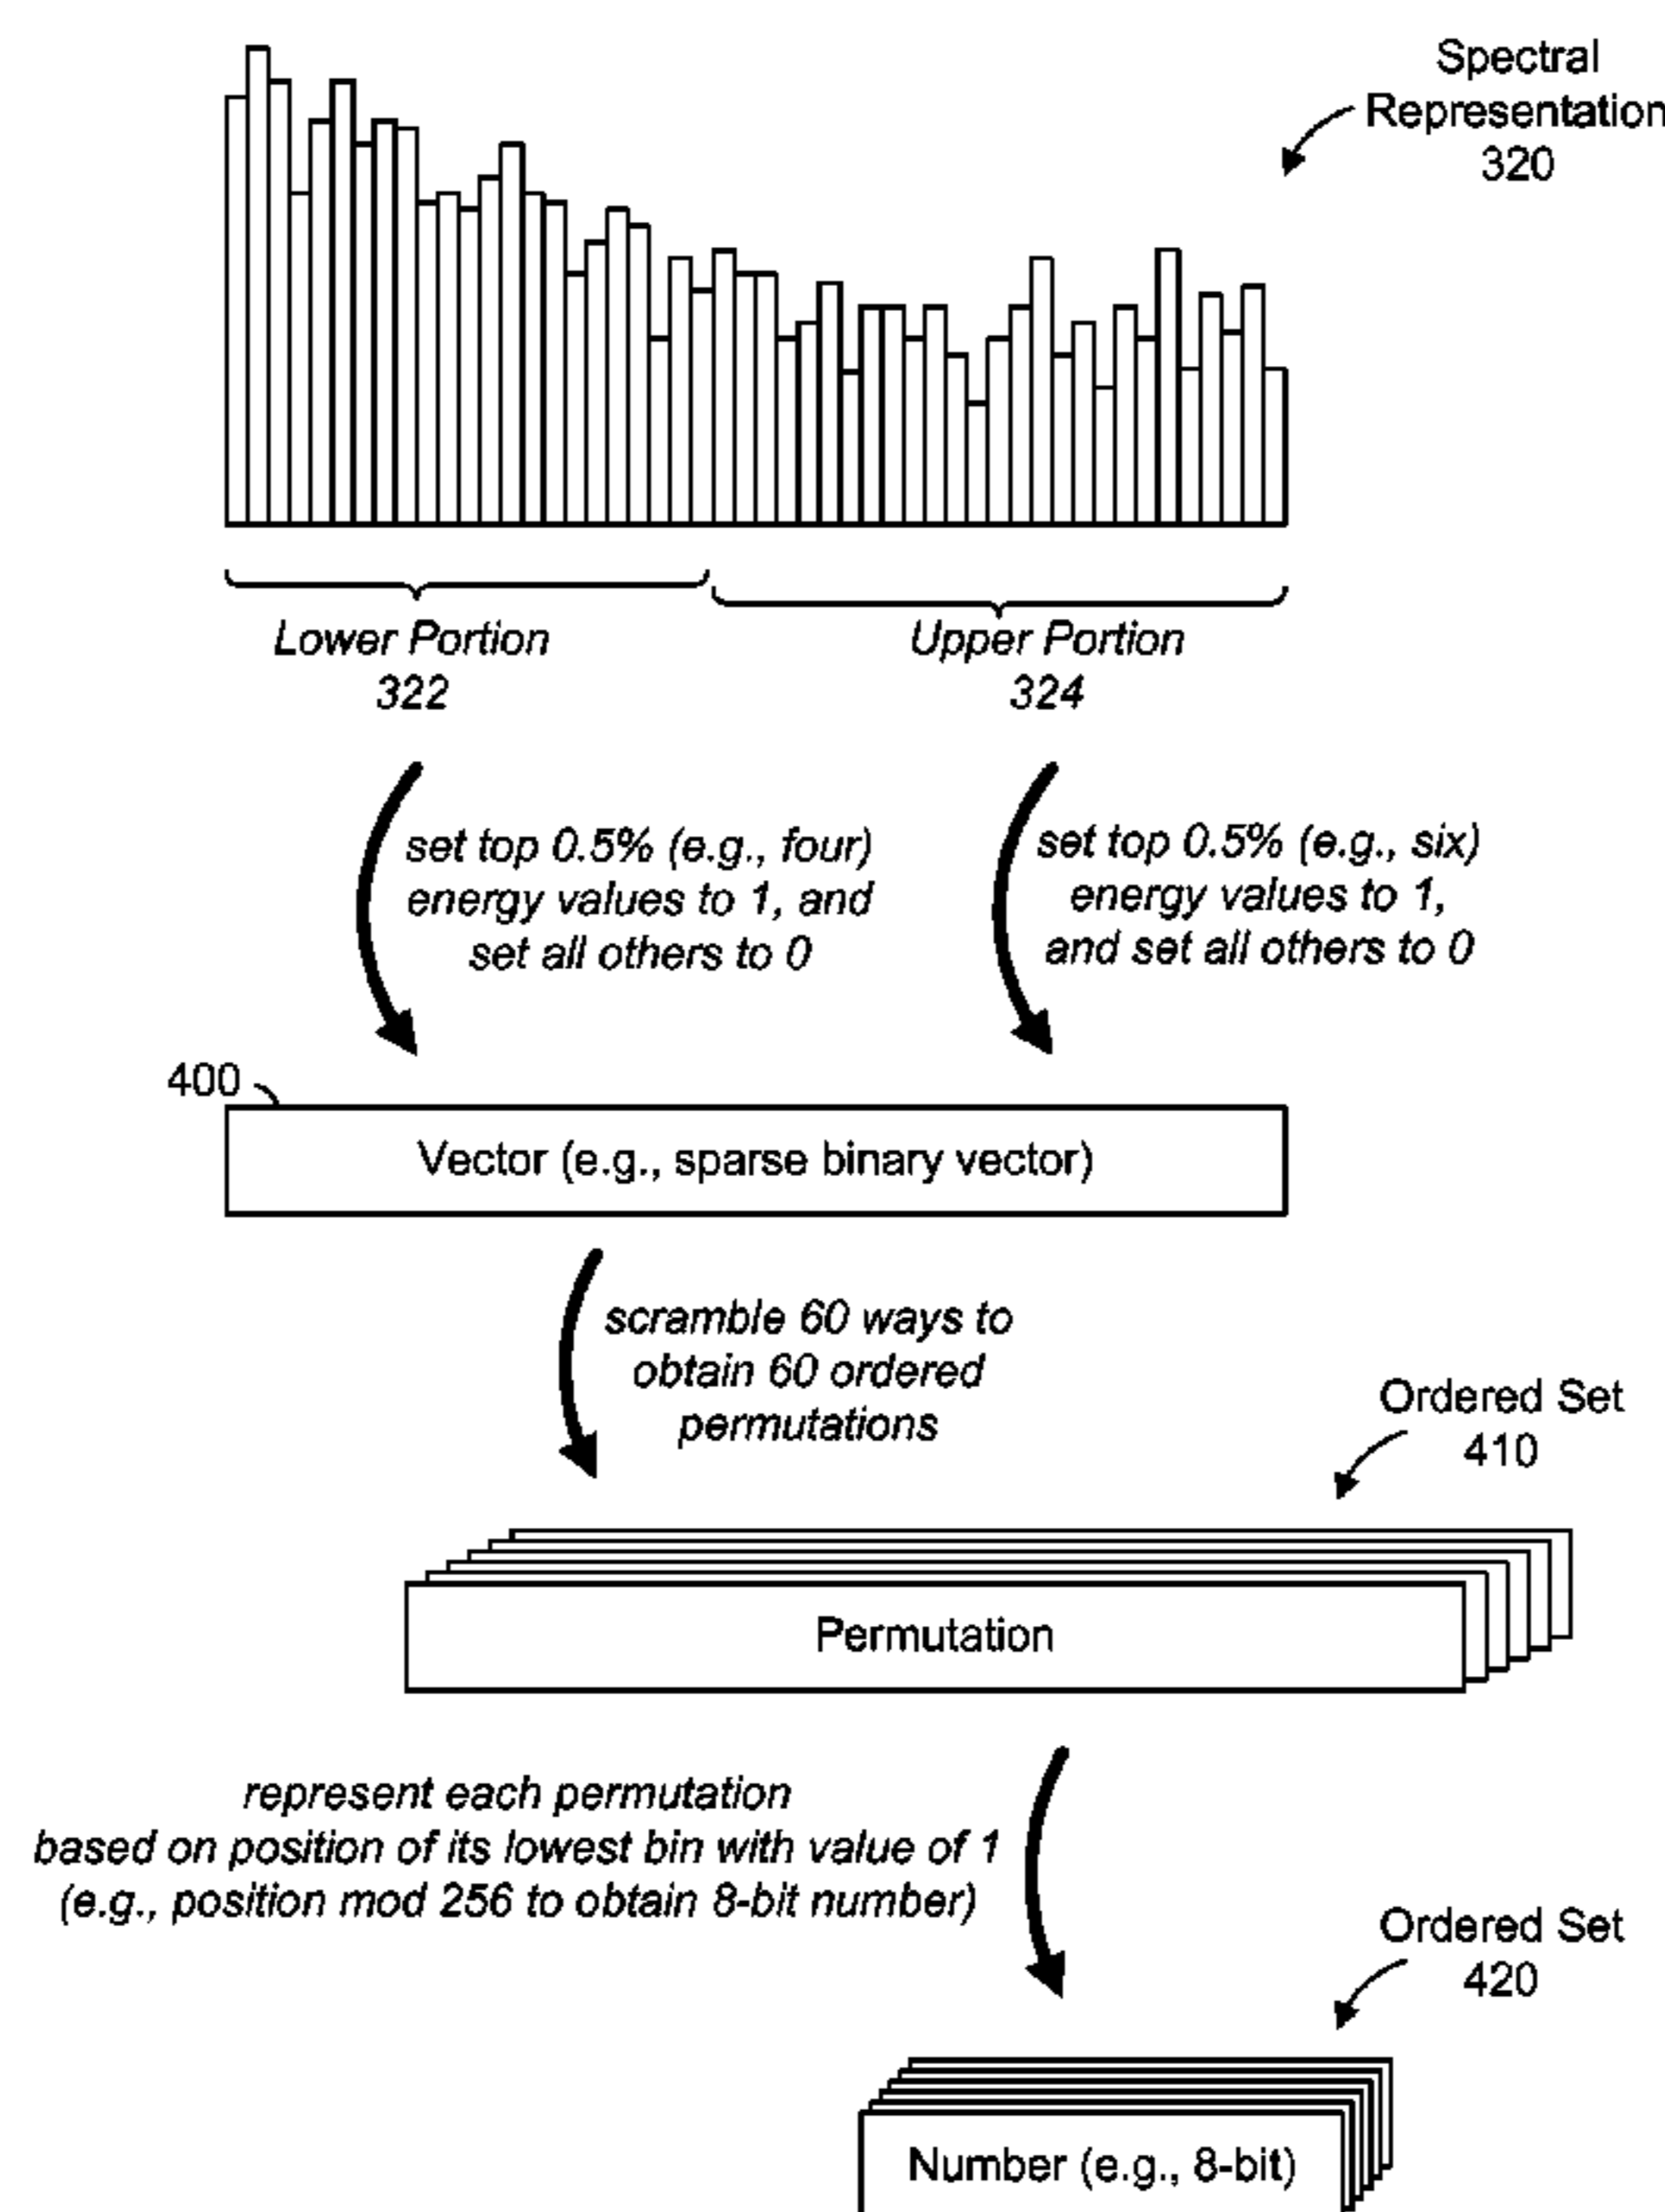 Spectral
Representation
320
Lower Portion
322
Upper Portion
324
set top 0.5% (e.g., four)
energy values to 1, and
set all others to 0
set top 0.5% (e.g., six)
energy values to 1,
and set all others to 0
400
Vector (e.g., sparse binary vector)
scramble 60 ways to
obtain 60 ordered
permutations
Ordered Set
410
Permutation
represent each permutation
based on position of its lowest bin with value of 1
(e.g., position mod 256 to obtain 8-bit number)
Ordered Set
420
Number (e.g., 8-bit)